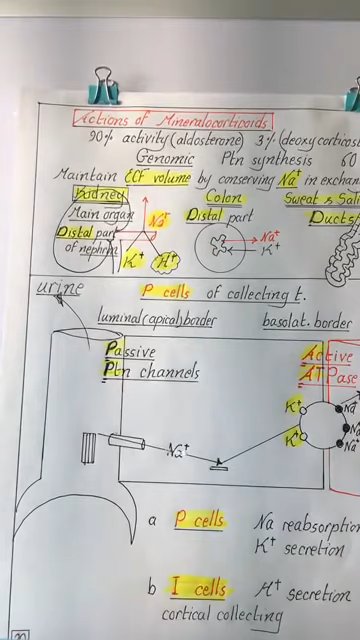 Actions of Mineralocorticoids
90% activity (aldosterone) 3% (deoxycortico
Genomic Ptn synthesis 60
Maintain ECF volume by conserving Na+ in exchan
Kidney Colon Sweat & Sali
Main organ Na+ Distal part Ducts
Distal part Na+
of nephron K+ H+ K+
urine P cells of collecting t.
luminal (apical) border basolat. border
Passive Active
Ptn channels ATPase
K+ Na
K+ Na
Na+ Na
a P cells Na reabsorption
K+ secretion
b I cells H+ secretion
cortical collecting